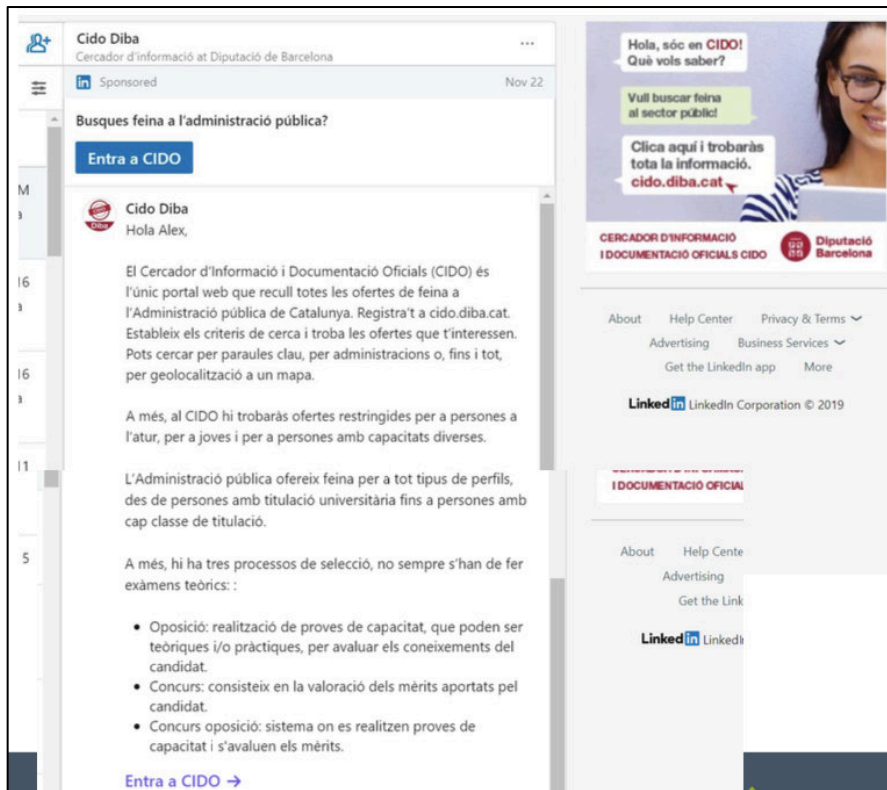 Cido Diba
Cercador d'informació at Diputació de Barcelona
...
in Sponsored
Nov 22
Busques feina a l'administració pública?
Entra a CIDO
M
a
16
a
16
a
11
5
Diba
Cido Diba
Hola Alex,
El Cercador d'Informació i Documentació Oficials (CIDO) és
l'únic portal web que recull totes les ofertes de feina a
l'Administració pública de Catalunya. Registra't a cido.diba.cat.
Estableix els criteris de cerca i troba les ofertes que t'interessen.
Pots cercar per paraules clau, per administracions o, fins i tot,
per geolocalització a un mapa.
A més, al CIDO hi trobaràs ofertes restringides per a persones a
l'atur, per a joves i per a persones amb capacitats diverses.
L'Administració pública ofereix feina per a tot tipus de perfils,
des de persones amb titulació universitària fins a persones amb
cap classe de titulació.
A més, hi ha tres processos de selecció, no sempre s'han de fer
exàmens teòrics: :
• Oposició: realització de proves de capacitat, que poden ser
teòriques i/o pràctiques, per avaluar els coneixements del
candidat.
• Concurs: consisteix en la valoració dels mèrits aportats pel
candidat.
• Concurs oposició: sistema on es realitzen proves de
capacitat i s'avaluen els mèrits.
Entra a CIDO →
Hola, sóc en CIDO!
Què vols saber?
Vull buscar feina
al sector públic!
Clica aquí i trobaràs
tota la informació.
cido.diba.cat
CERCADOR D'INFORMACIÓ
I DOCUMENTACIÓ OFICIALS CIDO
Diputació
Barcelona
About Help Center Privacy & Terms
Advertising Business Services
Get the LinkedIn app More
Linked in LinkedIn Corporation © 2019
I DOCUMENTACIÓ OFICIAL
About Help Cente
Advertising
Get the Link
Linked in LinkedIn